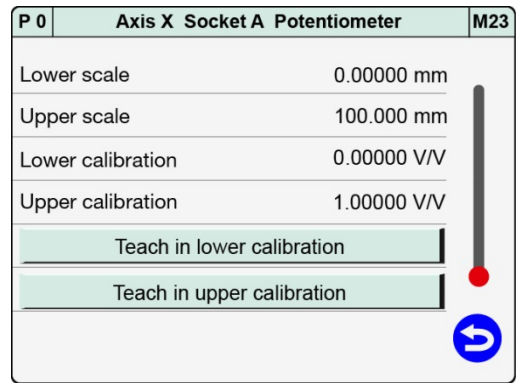 P 0 Axis X Socket A Potentiometer M23
Lower scale 0.00000 mm
Upper scale 100.000 mm
Lower calibration 0.00000 V/V
Upper calibration 1.00000 V/V
Teach in lower calibration
Teach in upper calibration